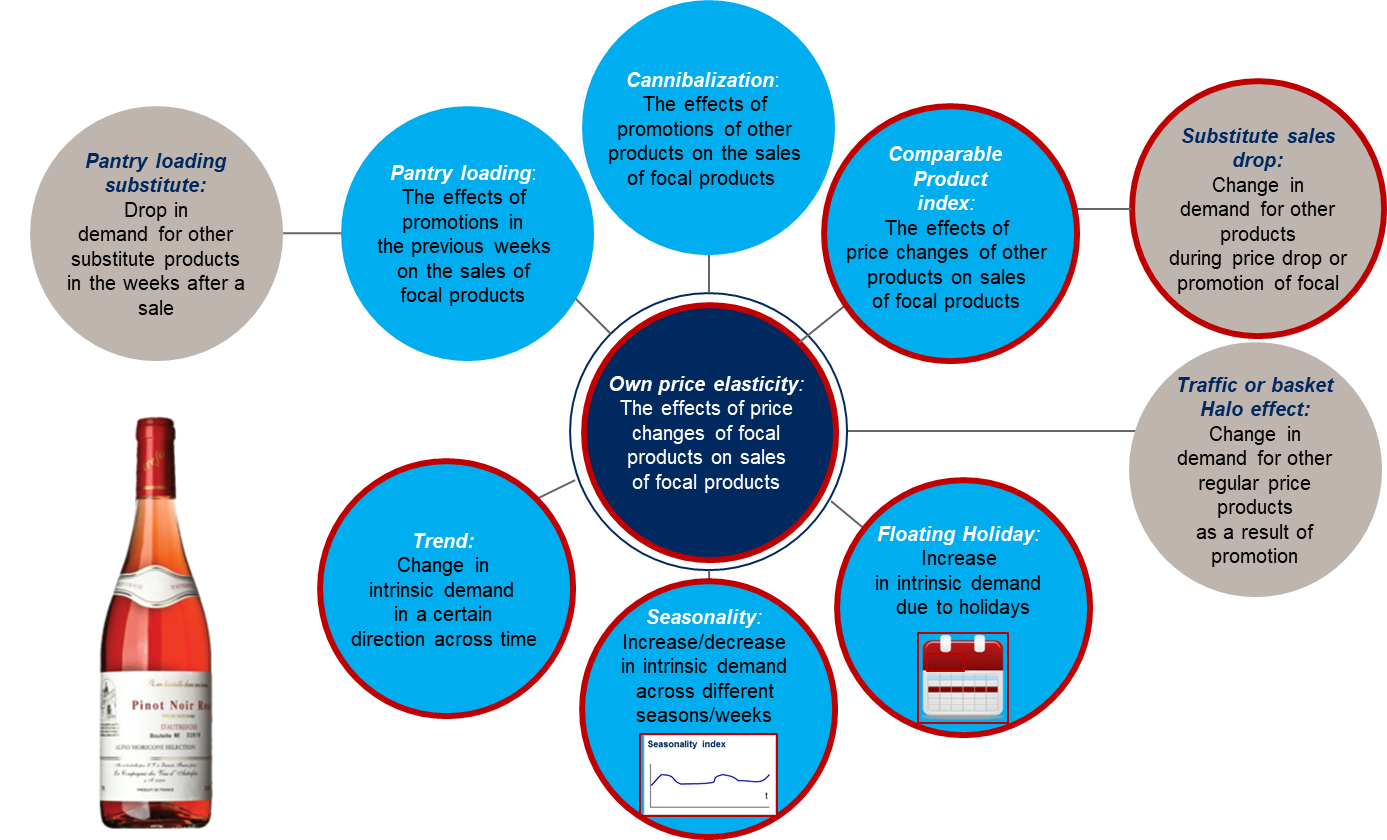 Cannibalization:
The effects of
promotions of other
products on the sales
of focal products
Pantry loading
substitute:
Drop in
demand for other
substitute products
in the weeks after a
sale
Pantry loading:
The effects of
promotions in
the previous weeks
on the sales of
focal products
Comparable
Product
index:
The effects of
price changes of other
products on sales
of focal products
Substitute sales
drop:
Change in
demand for other
products
during price drop or
promotion of focal
Own price elasticity:
The effects of price
changes of focal
products on sales
of focal products
Traffic or basket
Halo effect:
Change in
demand for other
regular price
products
as a result of
promotion
Trend:
Change in
intrinsic demand
in a certain
direction across time
Seasonality:
Increase/decrease
in intrinsic demand
across different
seasons/weeks
Seasonality index
t
Floating Holiday:
Increase
in intrinsic demand
due to holidays
Pinot Noir
D'AUTREFOIS
ALFIO MORICONI SELECTION
PRODUIT DE FRANCE